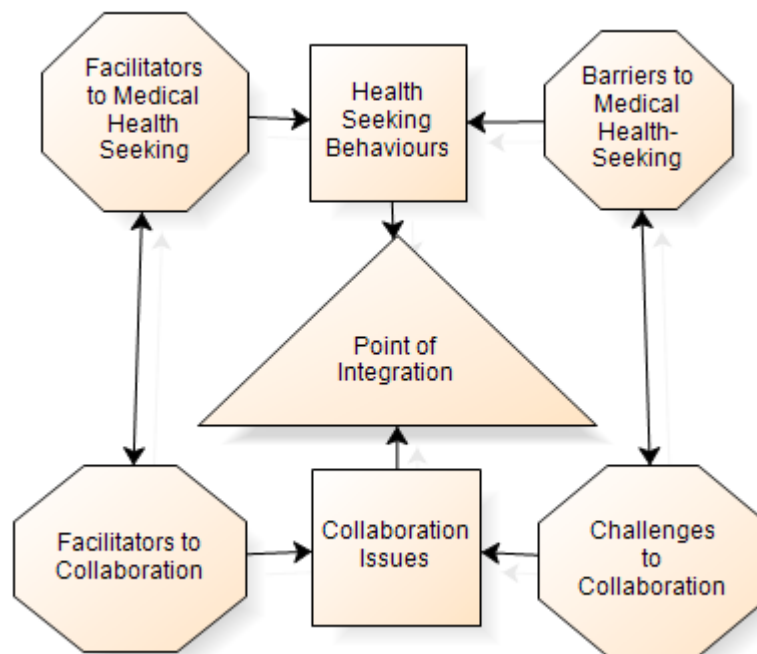 Facilitators
to Medical
Health
Seeking
Health
Seeking
Behaviours
Barriers to
Medical
Health-
Seeking
Point of
Integration
Facilitators to
Collaboration
Collaboration
Issues
Challenges
to
Collaboration